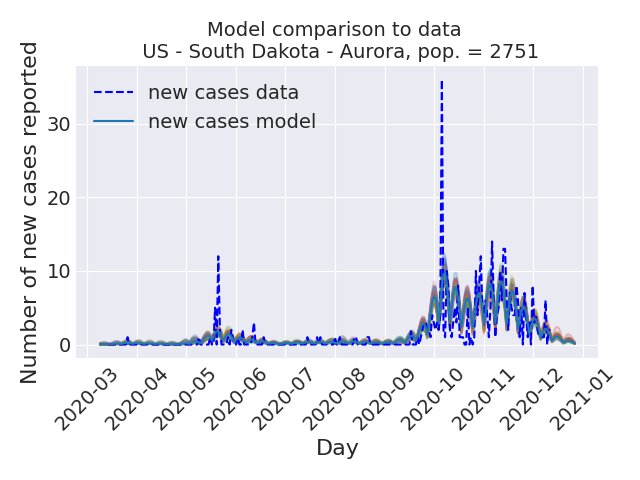 Model comparison to data
US - South Dakota - Aurora, pop. = 2751
new cases data
new cases model
Number of new cases reported
30
20
10
0
2020-03
2020-04
2020-05
2020-06
2020-07
2020-08
2020-09
2020-10
2020-11
2020-12
2021-01
Day